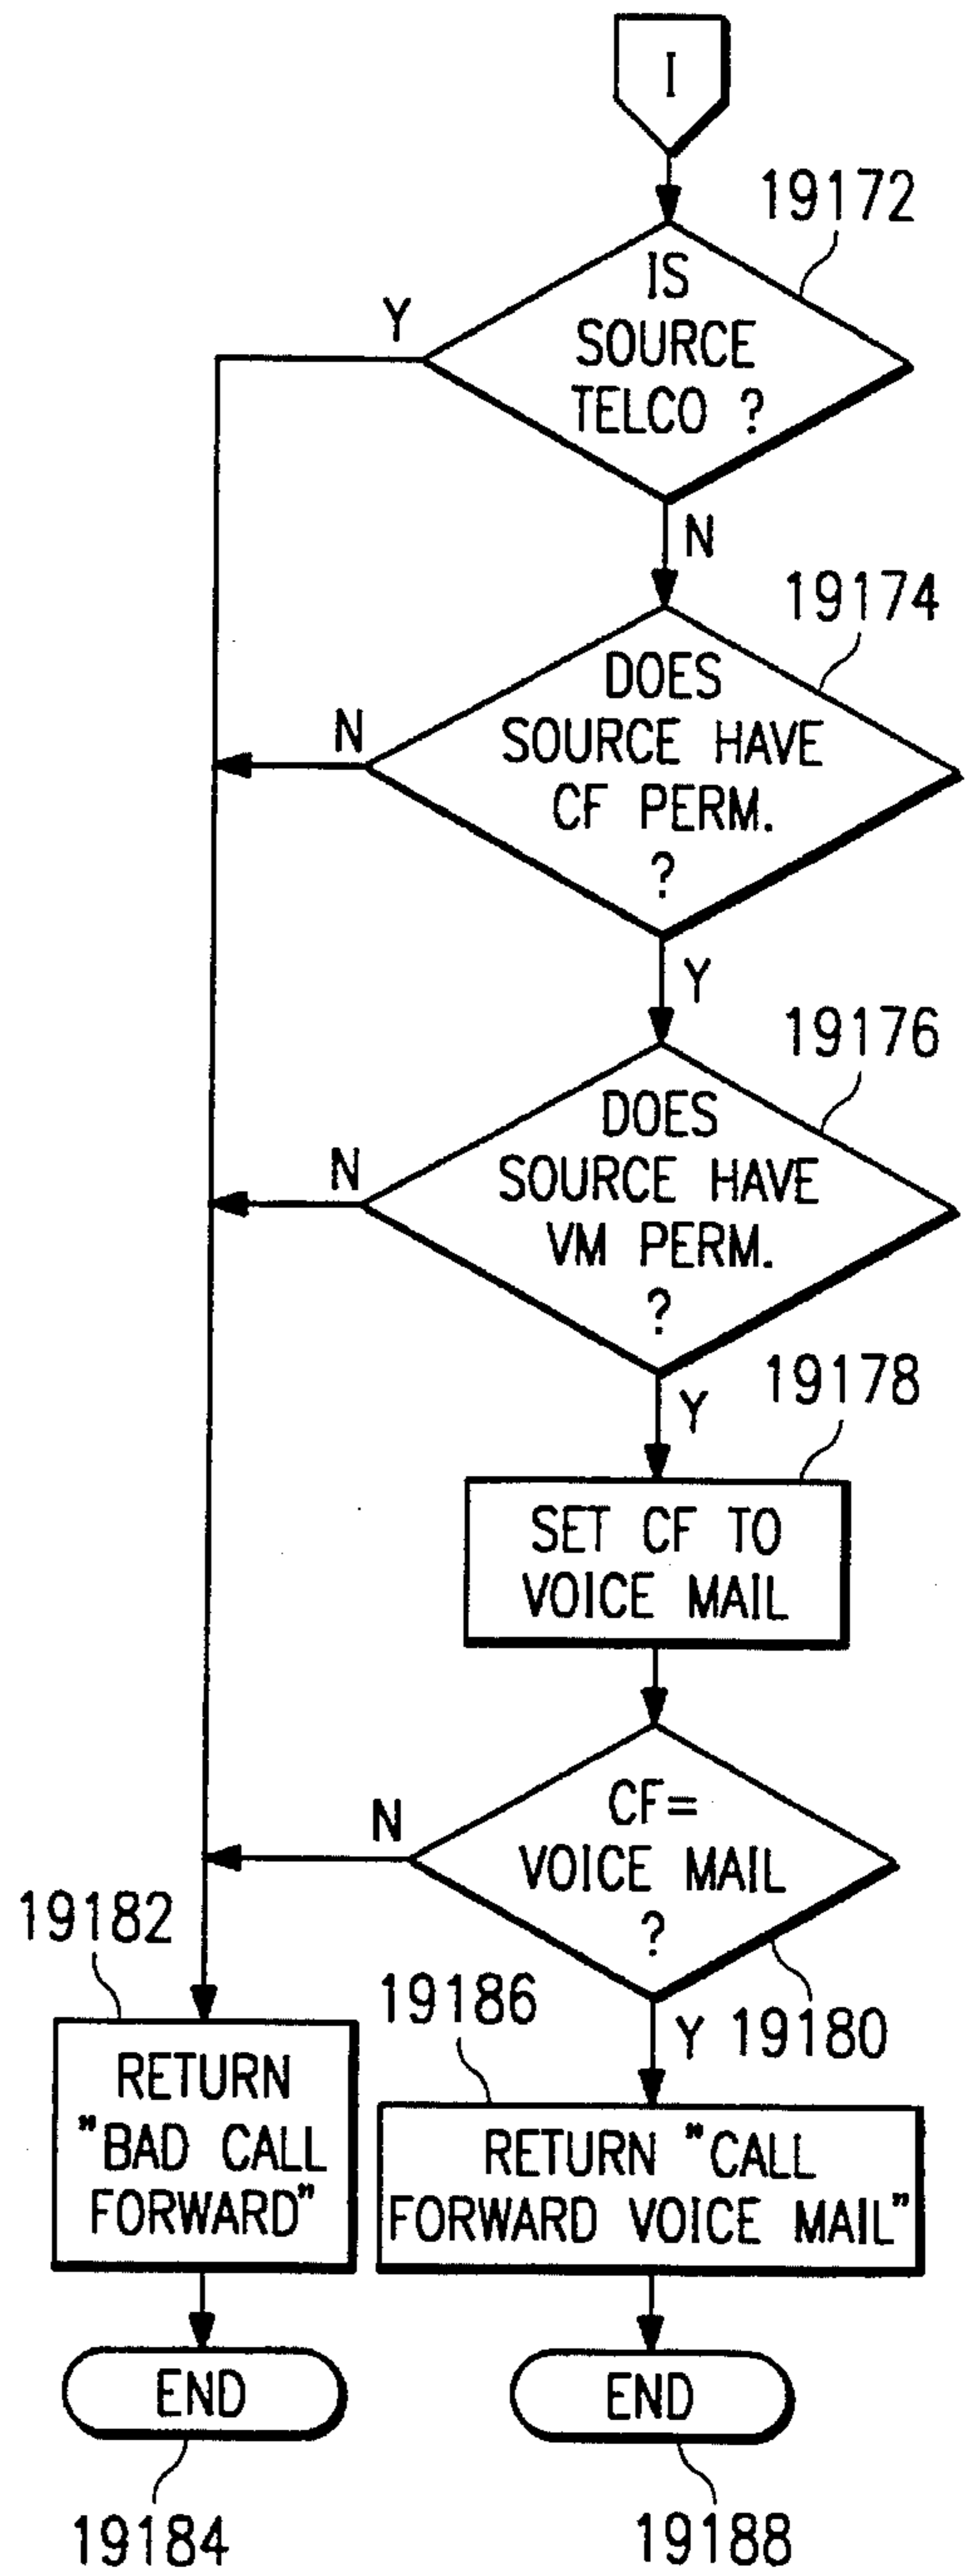 I
19172
IS
SOURCE
TELCO ?
Y
N
19174
DOES
SOURCE HAVE
CF PERM.
?
N
Y
19176
DOES
SOURCE HAVE
VM PERM.
?
N
Y
19178
SET CF TO
VOICE MAIL
CF=
VOICE MAIL
?
N
19180
Y
19182
RETURN
"BAD CALL
FORWARD"
19186
RETURN "CALL
FORWARD VOICE MAIL"
END
END
19184
19188